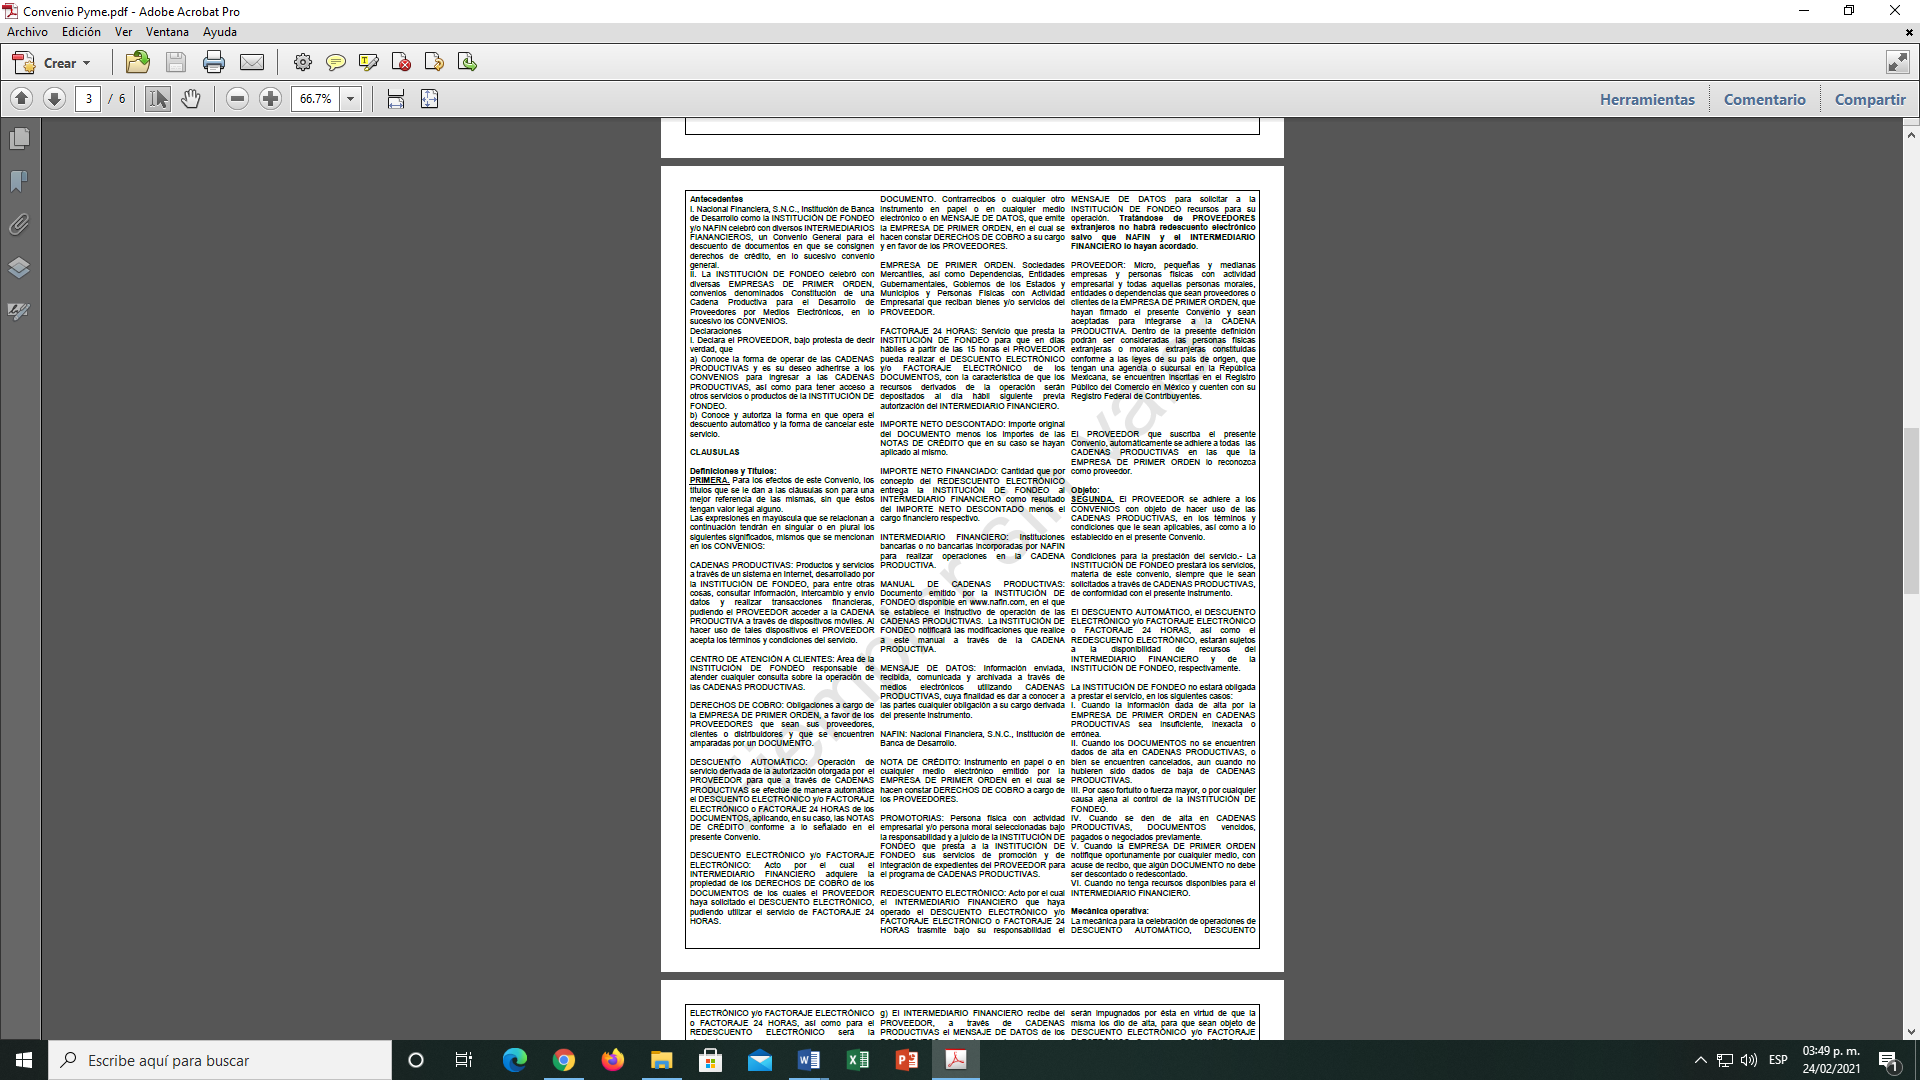 Convenio Pyme.pdf - Adobe Acrobat Pro
Archivo Edición Ver Ventana Ayuda
Crear
3 / 6
66.7%
Herramientas Comentario Compartir
Antecedentes
I. Nacional Financiera, S.N.C., Institución de Banca
de Desarrollo como la INSTITUCIÓN DE FONDEO
y/o NAFIN celebró con diversos INTERMEDIARIOS
FIANANCIEROS, un Convenio General para el
descuento de documentos en que se consignen
derechos de crédito, en lo sucesivo convenio
general.
II. La INSTITUCIÓN DE FONDEO celebró con
diversas EMPRESAS DE PRIMER ORDEN,
convenios denominados Constitución de una
Cadena Productiva para el Desarrollo de
Proveedores por Medios Electrónicos, en lo
sucesivo los CONVENIOS.
Declaraciones
I. Declara el PROVEEDOR, bajo protesta de decir
verdad, que
a) Conoce la forma de operar de las CADENAS
PRODUCTIVAS y es su deseo adherirse a los
CONVENIOS para ingresar a las CADENAS
PRODUCTIVAS, así como para tener acceso a
otros servicios o productos de la INSTITUCIÓN DE
FONDEO.
b) Conoce y autoriza la forma en que opera el
descuento automático y la forma de cancelar este
servicio.
CLAUSULAS
Definiciones y Títulos:
PRIMERA. Para los efectos de este Convenio, los
títulos que se le dan a las cláusulas son para una
mejor referencia de las mismas, sin que éstos
tengan valor legal alguno.
Las expresiones en mayúscula que se relacionan a
continuación tendrán en singular o en plural los
siguientes significados, mismos que se mencionan
en los CONVENIOS:
CADENAS PRODUCTIVAS: Productos y servicios
a través de un sistema en Internet, desarrollado por
la INSTITUCIÓN DE FONDEO, para entre otras
cosas, consultar información, intercambio y envío
datos y realizar transacciones financieras,
pudiendo el PROVEEDOR acceder a la CADENA
PRODUCTIVA a través de dispositivos móviles. Al
hacer uso de tales dispositivos el PROVEEDOR
acepta los términos y condiciones del servicio.
CENTRO DE ATENCIÓN A CLIENTES: Área de la
INSTITUCIÓN DE FONDEO responsable de
atender cualquier consulta sobre la operación de
las CADENAS PRODUCTIVAS.
DERECHOS DE COBRO: Obligaciones a cargo de
la EMPRESA DE PRIMER ORDEN, a favor de los
PROVEEDORES que sean sus proveedores,
clientes o distribuidores y que se encuentren
amparadas por un DOCUMENTO.
DESCUENTO AUTOMÁTICO: Operación de
servicio derivada de la autorización otorgada por el
PROVEEDOR para que a través de CADENAS
PRODUCTIVAS se efectúe de manera automática
el DESCUENTO ELECTRÓNICO y/o FACTORAJE
ELECTRÓNICO o FACTORAJE 24 HORAS de los
DOCUMENTOS, aplicando, en su caso, las NOTAS
DE CRÉDITO conforme a lo señalado en el
presente Convenio.
DESCUENTO ELECTRÓNICO y/o FACTORAJE
ELECTRÓNICO: Acto por el cual el
INTERMEDIARIO FINANCIERO adquiere la
propiedad de los DERECHOS DE COBRO de los
DOCUMENTOS de los cuales el PROVEEDOR
haya solicitado el DESCUENTO ELECTRÓNICO,
pudiendo utilizar el servicio de FACTORAJE 24
HORAS.
DOCUMENTO. Contrarrecibos o cualquier otro
instrumento en papel o en cualquier medio
electrónico o en MENSAJE DE DATOS, que emite
la EMPRESA DE PRIMER ORDEN, en el cual se
hacen constar DERECHOS DE COBRO a su cargo
y en favor de los PROVEEDORES.
EMPRESA DE PRIMER ORDEN. Sociedades
Mercantiles, así como Dependencias, Entidades
Gubernamentales, Gobiernos de los Estados y
Municipios y Personas Físicas con Actividad
Empresarial que reciban bienes y/o servicios del
PROVEEDOR.
FACTORAJE 24 HORAS: Servicio que presta la
INSTITUCIÓN DE FONDEO para que en días
hábiles a partir de las 15 horas el PROVEEDOR
pueda realizar el DESCUENTO ELECTRÓNICO
y/o FACTORAJE ELECTRÓNICO de los
DOCUMENTOS, con la característica de que los
recursos derivados de la operación serán
depositados al día hábil siguiente previa
autorización del INTERMEDIARIO FINANCIERO.
IMPORTE NETO DESCONTADO: Importe original
del DOCUMENTO menos los importes de las
NOTAS DE CRÉDITO que en su caso se hayan
aplicado al mismo.
IMPORTE NETO FINANCIADO: Cantidad que por
concepto del REDESCUENTO ELECTRÓNICO
entrega la INSTITUCIÓN DE FONDEO al
INTERMEDIARIO FINANCIERO como resultado
del IMPORTE NETO DESCONTADO menos el
cargo financiero respectivo.
INTERMEDIARIO FINANCIERO: Instituciones
bancarias o no bancarias incorporadas por NAFIN
para realizar operaciones en la CADENA
PRODUCTIVA.
MANUAL DE CADENAS PRODUCTIVAS:
Documento emitido por la INSTITUCIÓN DE
FONDEO disponible en www.nafin.com, en el que
se establece el instructivo de operación de las
CADENAS PRODUCTIVAS. La INSTITUCIÓN DE
FONDEO notificará las modificaciones que realice
a este manual a través de la CADENA
PRODUCTIVA.
MENSAJE DE DATOS: Información enviada,
recibida, comunicada y archivada a través de
medios electrónicos utilizando CADENAS
PRODUCTIVAS, cuya finalidad es dar a conocer a
las partes cualquier obligación a su cargo derivada
del presente instrumento.
NAFIN: Nacional Financiera, S.N.C., Institución de
Banca de Desarrollo.
NOTA DE CRÉDITO: Instrumento en papel o en
cualquier medio electrónico emitido por la
EMPRESA DE PRIMER ORDEN en el cual se
hacen constar DERECHOS DE COBRO a cargo de
los PROVEEDORES.
PROMOTORIAS: Persona física con actividad
empresarial y/o persona moral seleccionadas bajo
la responsabilidad y a juicio de la INSTITUCIÓN DE
FONDEO que presta a la INSTITUCIÓN DE
FONDEO sus servicios de promoción y de
integración de expedientes del PROVEEDOR para
el programa de CADENAS PRODUCTIVAS.
REDESCUENTO ELECTRÓNICO: Acto por el cual
el INTERMEDIARIO FINANCIERO que haya
operado el DESCUENTO ELECTRÓNICO y/o
FACTORAJE ELECTRÓNICO o FACTORAJE 24
HORAS trasmite bajo su responsabilidad el
MENSAJE DE DATOS para solicitar a la
INSTITUCIÓN DE FONDEO recursos para su
operación. Tratándose de PROVEEDORES
extranjeros no habrá redescuento electrónico
salvo que NAFIN y el INTERMEDIARIO
FINANCIERO lo hayan acordado.
PROVEEDOR: Micro, pequeñas y medianas
empresas y personas físicas con actividad
empresarial y todas aquellas personas morales,
entidades o dependencias que sean proveedores o
clientes de la EMPRESA DE PRIMER ORDEN, que
hayan firmado el presente Convenio y sean
aceptadas para integrarse a la CADENA
PRODUCTIVA. Dentro de la presente definición
podrán ser consideradas las personas físicas
extranjeras o morales extranjeras constituidas
conforme a las leyes de su país de origen, que
tengan una agencia o sucursal en la República
Mexicana, se encuentren inscritas en el Registro
Público del Comercio en México y cuenten con su
Registro Federal de Contribuyentes.
El PROVEEDOR que suscriba el presente
Convenio, automáticamente se adhiere a todas las
CADENAS PRODUCTIVAS en las que la
EMPRESA DE PRIMER ORDEN lo reconozca
como proveedor.
Objeto:
SEGUNDA. El PROVEEDOR se adhiere a los
CONVENIOS con objeto de hacer uso de las
CADENAS PRODUCTIVAS, en los términos y
condiciones que le sean aplicables, así como a lo
establecido en el presente Convenio.
Condiciones para la prestación del servicio.- La
INSTITUCIÓN DE FONDEO prestará los servicios,
materia de este convenio, siempre que le sean
solicitados a través de CADENAS PRODUCTIVAS,
de conformidad con el presente instrumento.
El DESCUENTO AUTOMÁTICO, el DESCUENTO
ELECTRÓNICO y/o FACTORAJE ELECTRÓNICO
o FACTORAJE 24 HORAS, así como el
REDESCUENTO ELECTRÓNICO, estarán sujetos
a la disponibilidad de recursos del
INTERMEDIARIO FINANCIERO y de la
INSTITUCIÓN DE FONDEO, respectivamente.
La INSTITUCIÓN DE FONDEO no estará obligada
a prestar el servicio, en los siguientes casos:
I. Cuando la información dada de alta por la
EMPRESA DE PRIMER ORDEN en CADENAS
PRODUCTIVAS sea insuficiente, inexacta o
errónea.
II. Cuando los DOCUMENTOS no se encuentren
dados de alta en CADENAS PRODUCTIVAS, o
bien se encuentren cancelados, aun cuando no
hubieren sido dados de baja de CADENAS
PRODUCTIVAS.
III. Por caso fortuito o fuerza mayor, o por cualquier
causa ajena al control de la INSTITUCIÓN DE
FONDEO.
IV. Cuando se den de alta en CADENAS
PRODUCTIVAS, DOCUMENTOS vencidos,
pagados o negociados previamente.
V. Cuando la EMPRESA DE PRIMER ORDEN
notifique oportunamente por cualquier medio, con
acuse de recibo, que algún DOCUMENTO no debe
ser descontado o redescontado.
VI. Cuando no tenga recursos disponibles para el
INTERMEDIARIO FINANCIERO.
Mecánica operativa:
La mecánica para la celebración de operaciones de
DESCUENTO AUTOMÁTICO, DESCUENTO
ELECTRÓNICO y/o FACTORAJE ELECTRÓNICO
o FACTORAJE 24 HORAS, así como para el
REDESCUENTO ELECTRÓNICO será la
g) El INTERMEDIARIO FINANCIERO recibe del
PROVEEDOR, a través de CADENAS
PRODUCTIVAS el MENSAJE DE DATOS de los
serán impugnados por ésta en virtud de que la
misma los dio de alta, para que sean objeto de
DESCUENTO ELECTRÓNICO y/o FACTORAJE
Escribe aquí para buscar
ESP
03:49 p. m.
24/02/2021
1